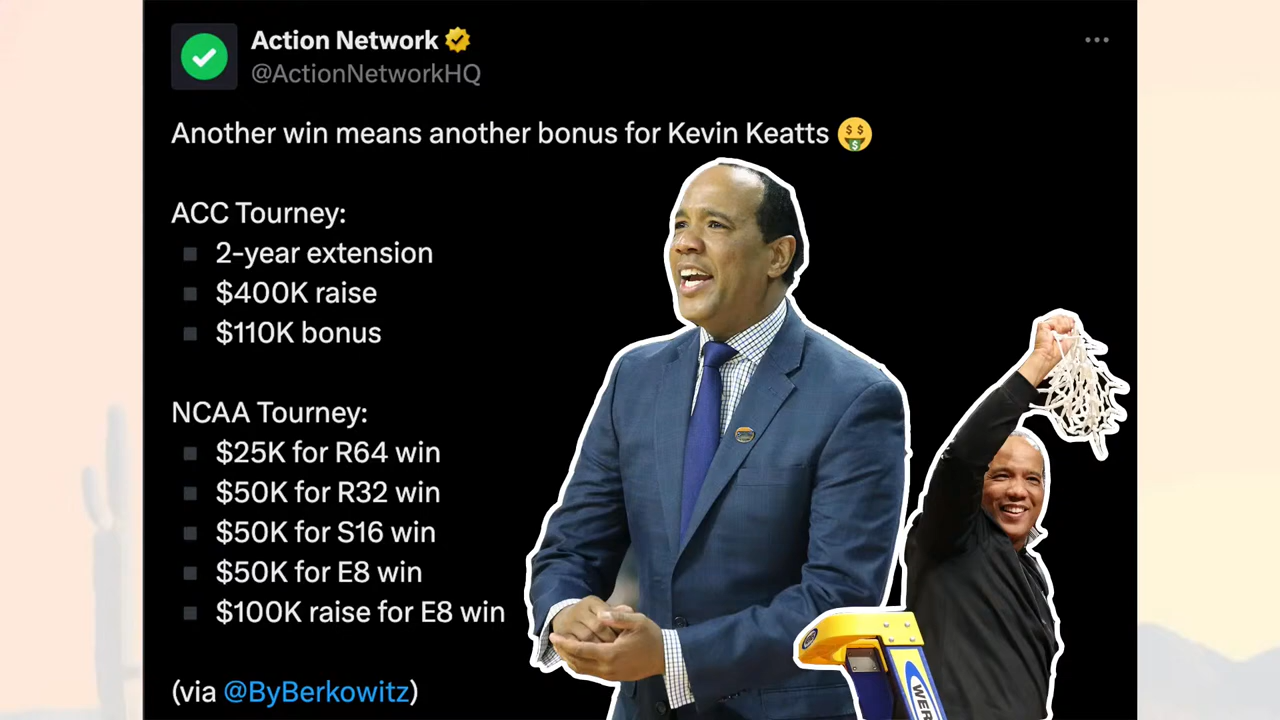 Action Network
@ActionNetworkHQ
Another win means another bonus for Kevin Keatts 🤑
ACC Tourney:
▪ 2-year extension
▪ $400K raise
▪ $110K bonus
NCAA Tourney:
▪ $25K for R64 win
▪ $50K for R32 win
▪ $50K for S16 win
▪ $50K for E8 win
▪ $100K raise for E8 win
(via @ByBerkowitz)
WER